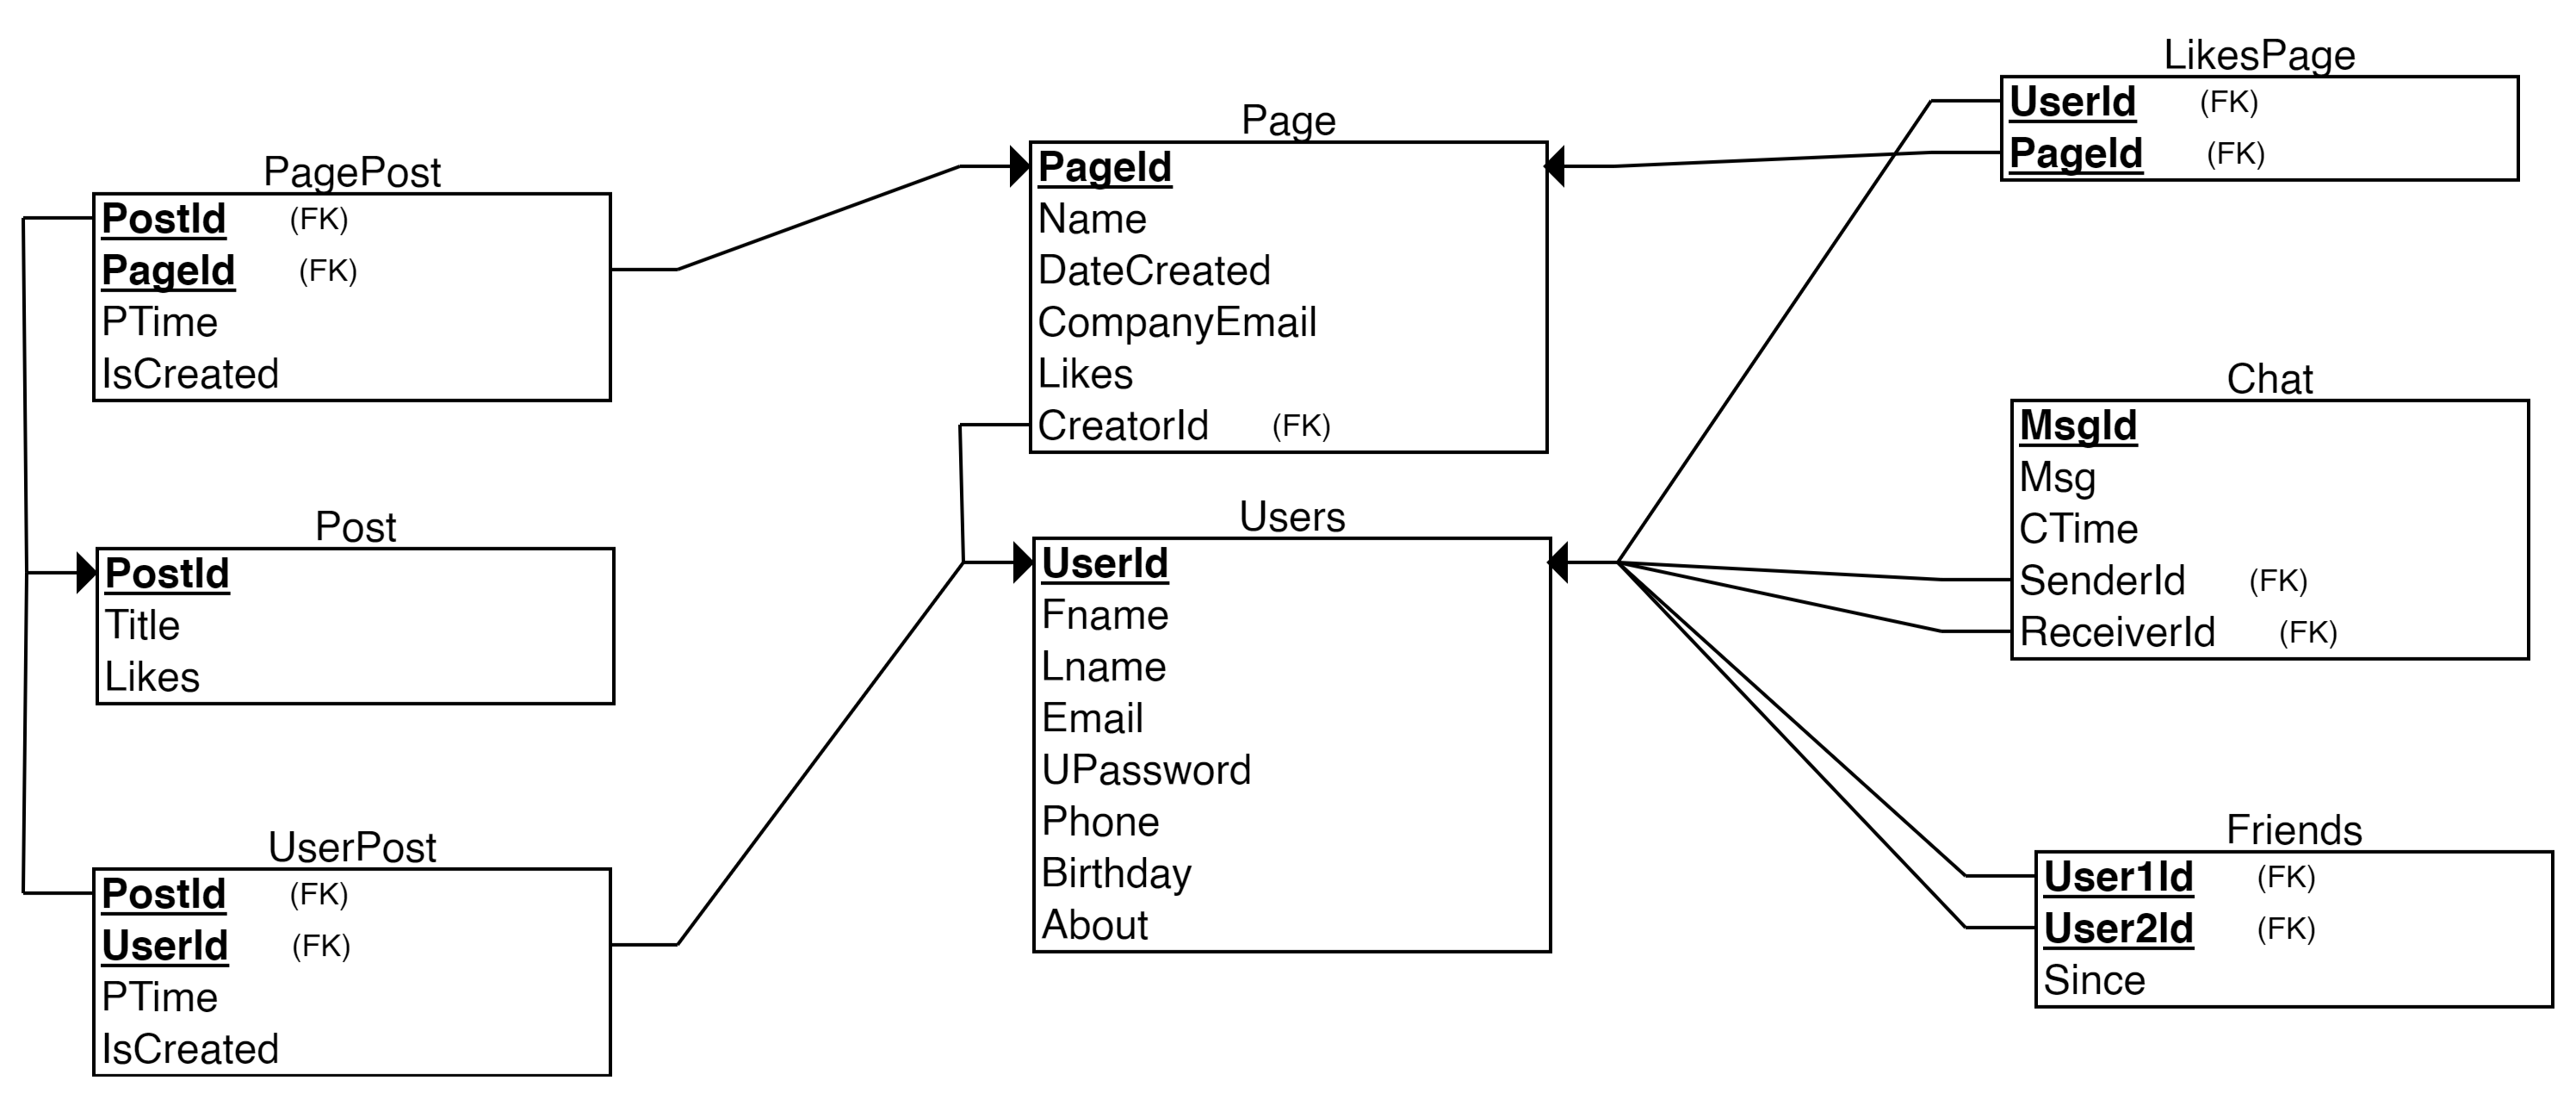 PagePost
PostId (FK)
PageId (FK)
PTime
IsCreated
Post
PostId
Title
Likes
UserPost
PostId (FK)
UserId (FK)
PTime
IsCreated
Page
PageId
Name
DateCreated
CompanyEmail
Likes
CreatorId (FK)
Users
UserId
Fname
Lname
Email
UPassword
Phone
Birthday
About
LikesPage
UserId (FK)
PageId (FK)
Chat
MsgId
Msg
CTime
SenderId (FK)
ReceiverId (FK)
Friends
User1Id (FK)
User2Id (FK)
Since